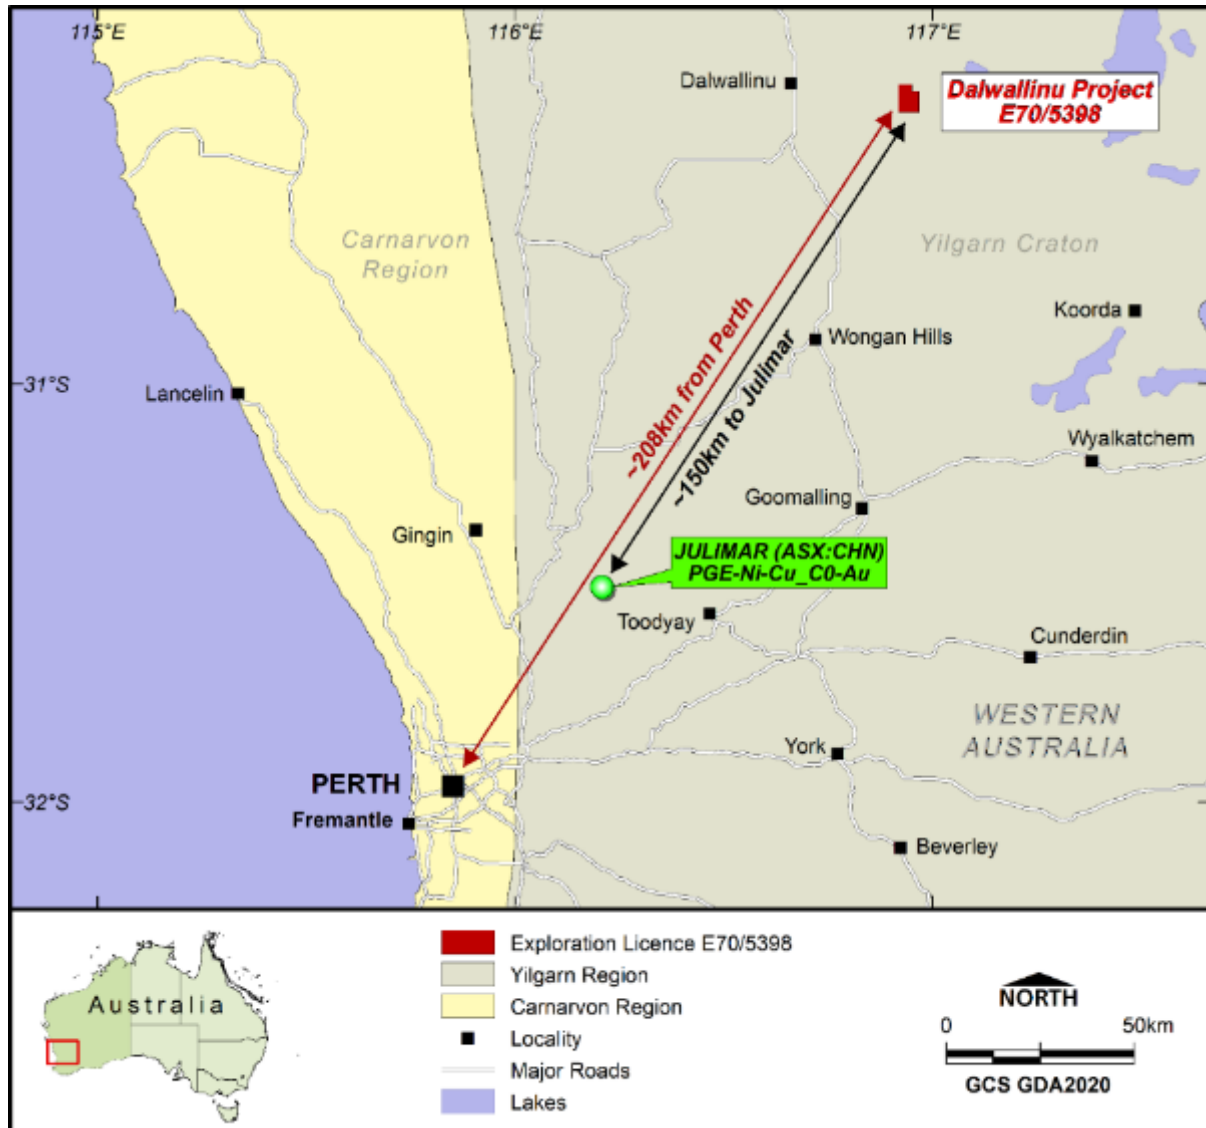 115°E
116°E
117°E
Dalwallinu
Dalwallinu Project
E70/5398
Carnarvon
Region
Yilgarn Craton
Koorda
Wongan Hills
31°S
Lancelin
~208km from Perth
~150km to Julimar
Wyalkatchem
Goomalling
Gingin
JULIMAR (ASX:CHN)
PGE-Ni-Cu_C0-Au
Toodyay
Cunderdin
WESTERN
AUSTRALIA
York
PERTH
32°S
Fremantle
Beverley
Australia
Exploration Licence E70/5398
Yilgarn Region
Carnarvon Region
Locality
Major Roads
Lakes
NORTH
0 50km
GCS GDA2020